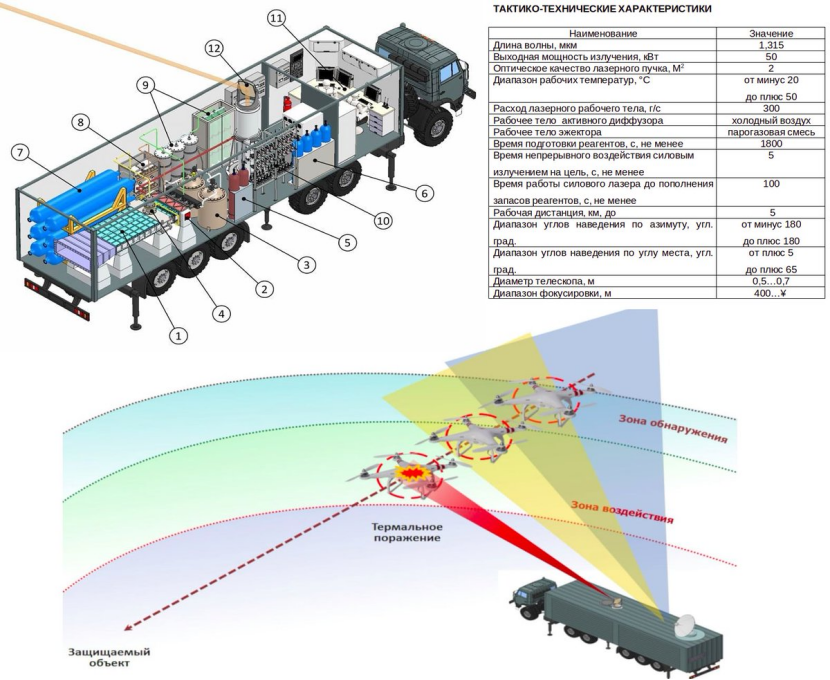 11
12
9
8
7
6
10
5
3
2
4
1
ТАКТИКО-ТЕХНИЧЕСКИЕ ХАРАКТЕРИСТИКИ
Наименование Значение
Длина волны, мкм 1,315
Выходная мощность излучения, кВт 50
Оптическое качество лазерного пучка, М² 2
Диапазон рабочих температур, °С от минус 20
до плюс 50
Расход лазерного рабочего тела, г/с 300
Рабочее тело активного диффузора холодный воздух
Рабочее тело эжектора парогазовая смесь
Время подготовки реагентов, с, не менее 1800
Время непрерывного воздействия силовым 5
излучением на цель, с, не менее
Время работы силового лазера до пополения 100
запасов реагентов, с, не менее
Рабочая дистанция, км, до 5
Диапазон углов наведения по азимуту, угл. от минус 180
град. до плюс 180
Диапазон углов наведения по углу места, угл. от плюс 5
град. до плюс 65
Диаметр телескопа, м 0,5...0,7
Диапазон фокусировки, м 400...¥
Зона обнаружения
Зона воздействия
Термальное
поражение
Защищаемый
объект